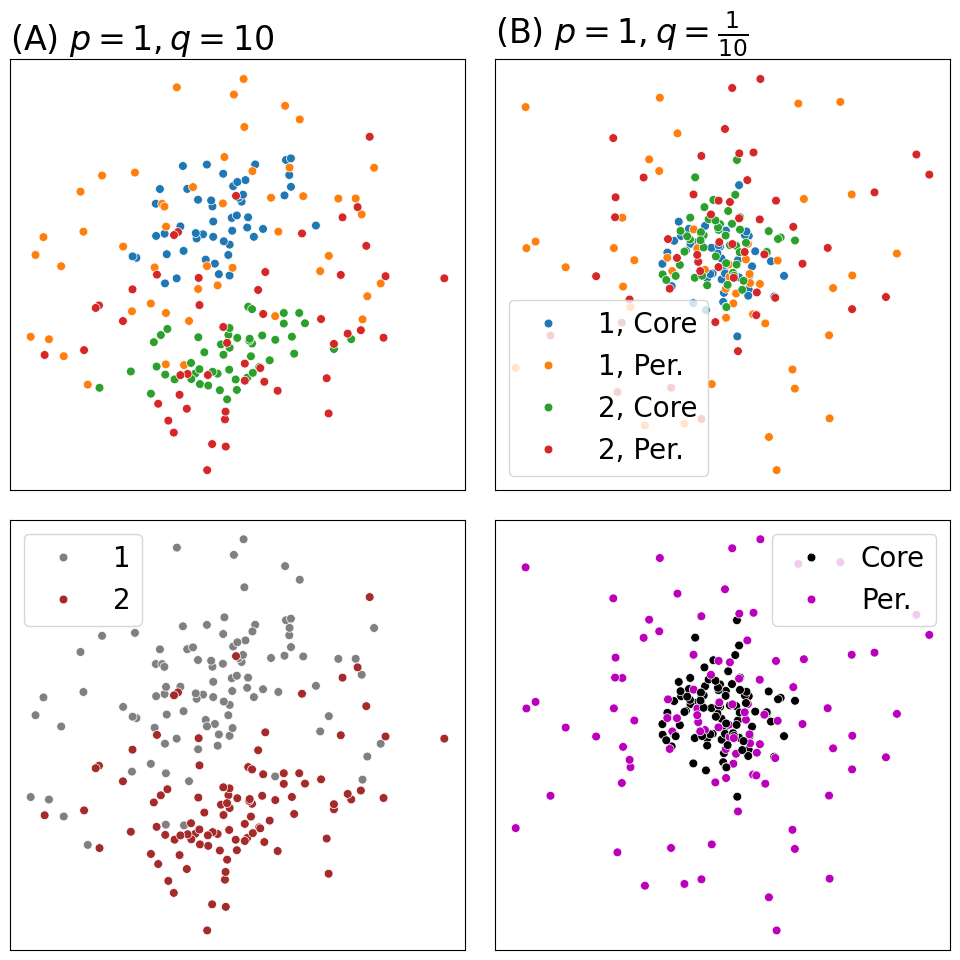 (A) p = 1, q = 10
(B) p = 1, q = 1/10
1, Core
1, Per.
2, Core
2, Per.
1
2
Core
Per.